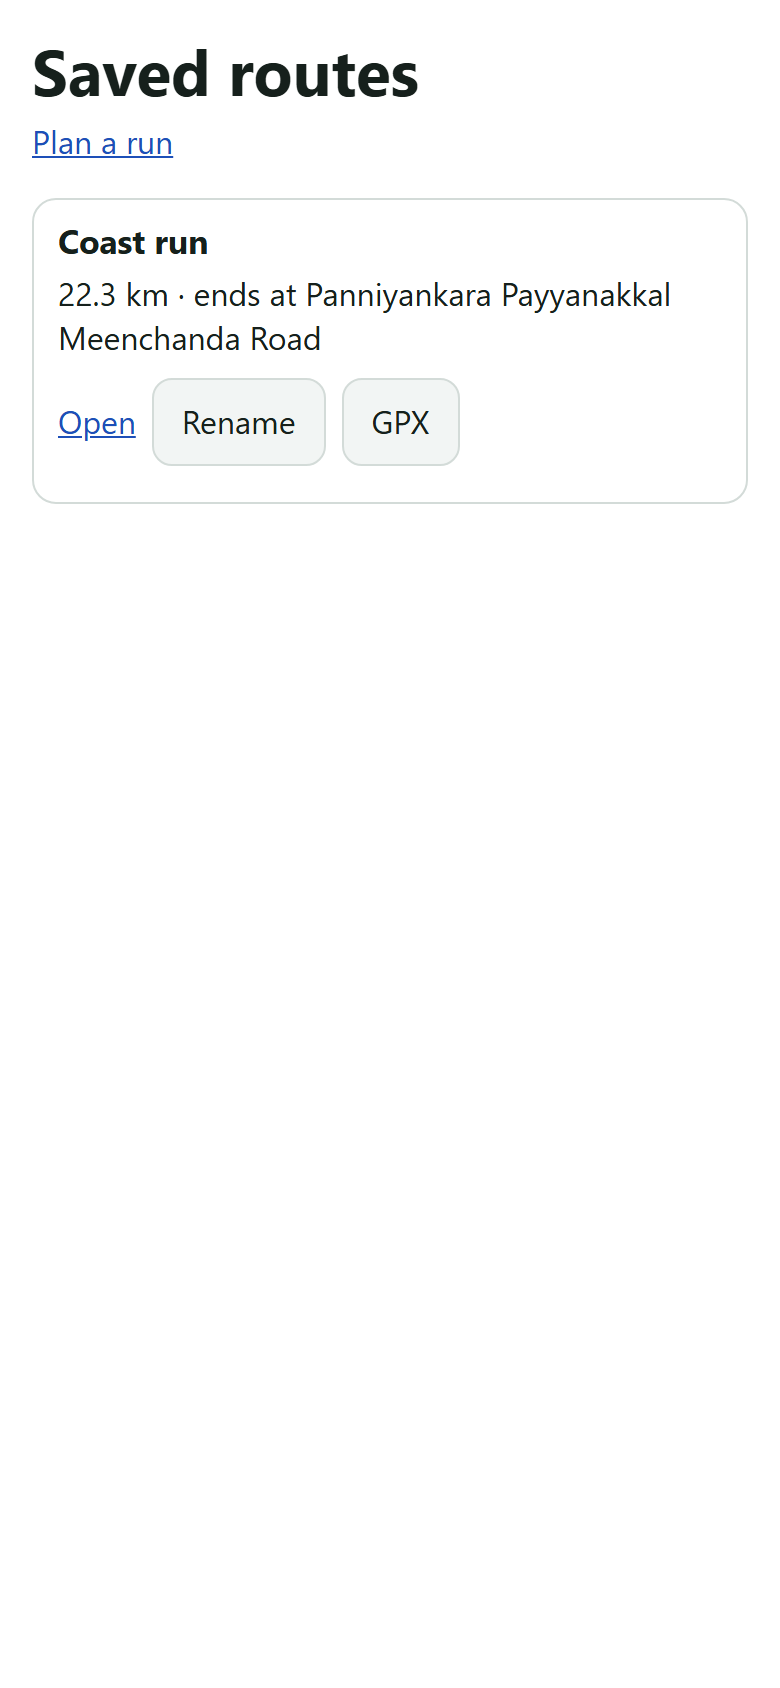 Saved routes
Plan a run
Coast run
22.3 km · ends at Panniyankara Payyanakkal
Meenchanda Road
Open Rename GPX